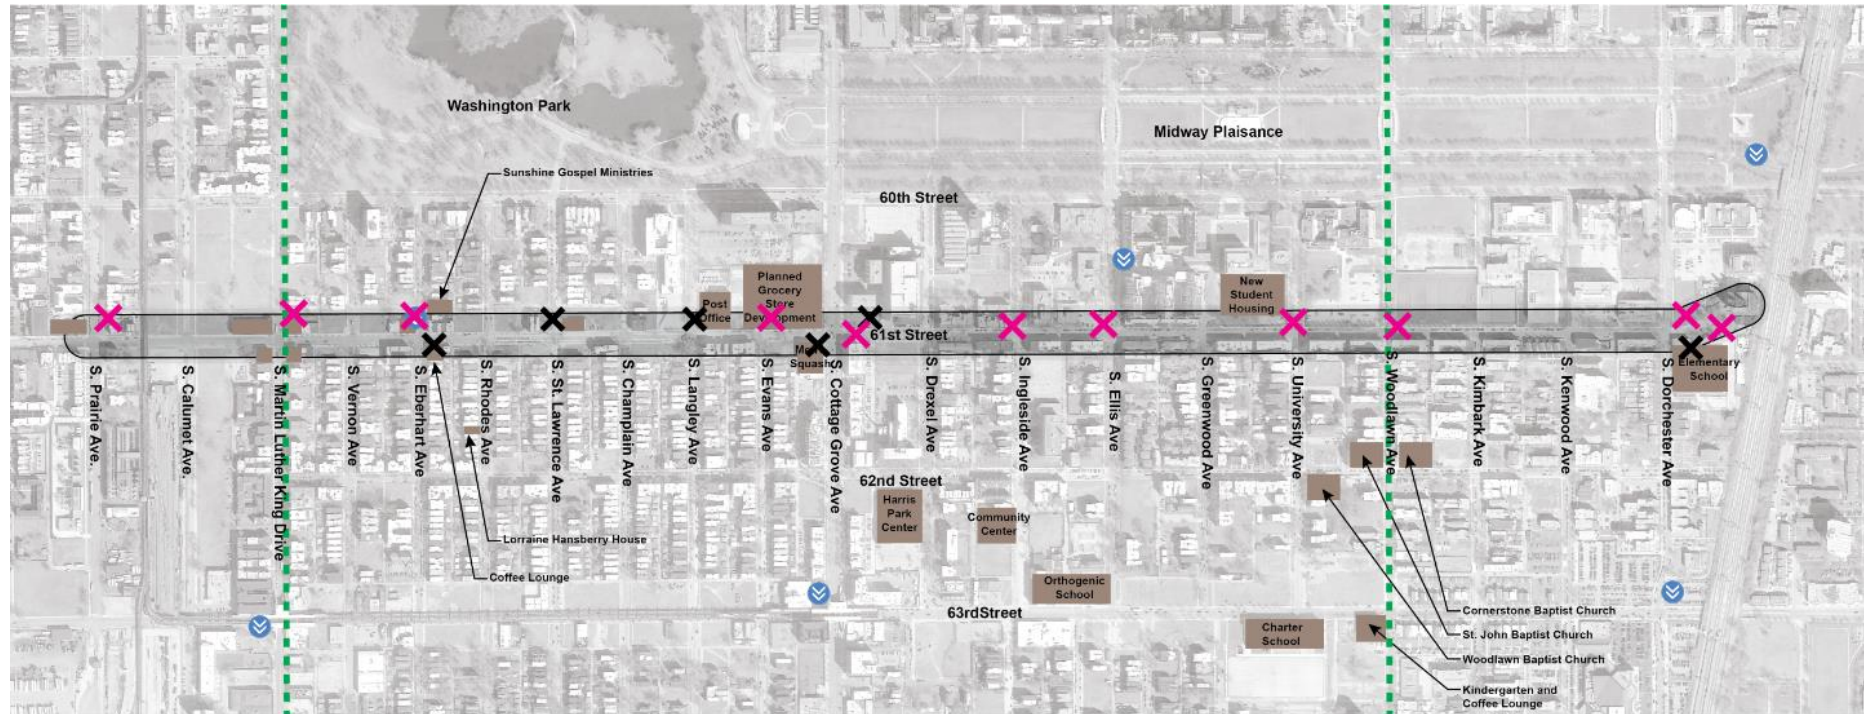 Washington Park
Midway Plaisance
Sunshine Gospel Ministries
60th Street
Planned
Grocery
Store
Development
Post
Office
New
Student
Housing
61st Street
Squash
Elementary
School
S. Prairie Ave.
S. Calumet Ave.
S. Martin Luther King Drive
S. Vernon Ave
S. Eberhart Ave
S. Rhodes Ave
S. St. Lawrence Ave
S. Champlain Ave
S. Langley Ave
S. Evans Ave
S. Cottage Grove Ave
S. Drexel Ave
S. Ingleside Ave
S. Ellis Ave
S. Greenwood Ave
S. University Ave
S. Woodlawn Ave
S. Kimbark Ave
S. Kenwood Ave
S. Dorchester Ave
62nd Street
Harris
Park
Center
Community
Center
Lorraine Hansberry House
Coffee Lounge
Orthogenic
School
63rdStreet
Charter
School
Cornerstone Baptist Church
St. John Baptist Church
Woodlawn Baptist Church
Kindergarten and
Coffee Lounge